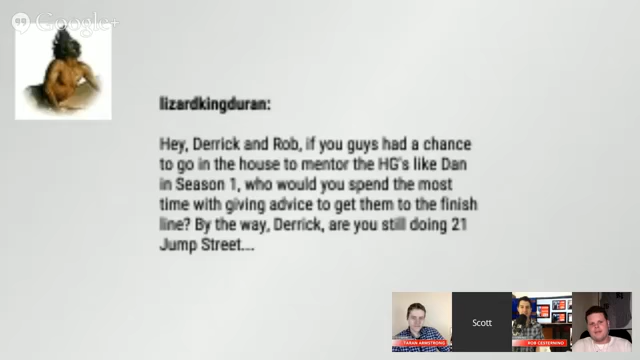 Google+
lizardkingduran:
Hey, Derrick and Rob, if you guys had a chance
to go in the house to mentor the HG's like Dan
in Season 1, who would you spend the most
time with giving advice to get them to the finish
line? By the way, Derrick, are you still doing 21
Jump Street...
Scott
TARAN ARMSTRONG
ROB CESTERNINO